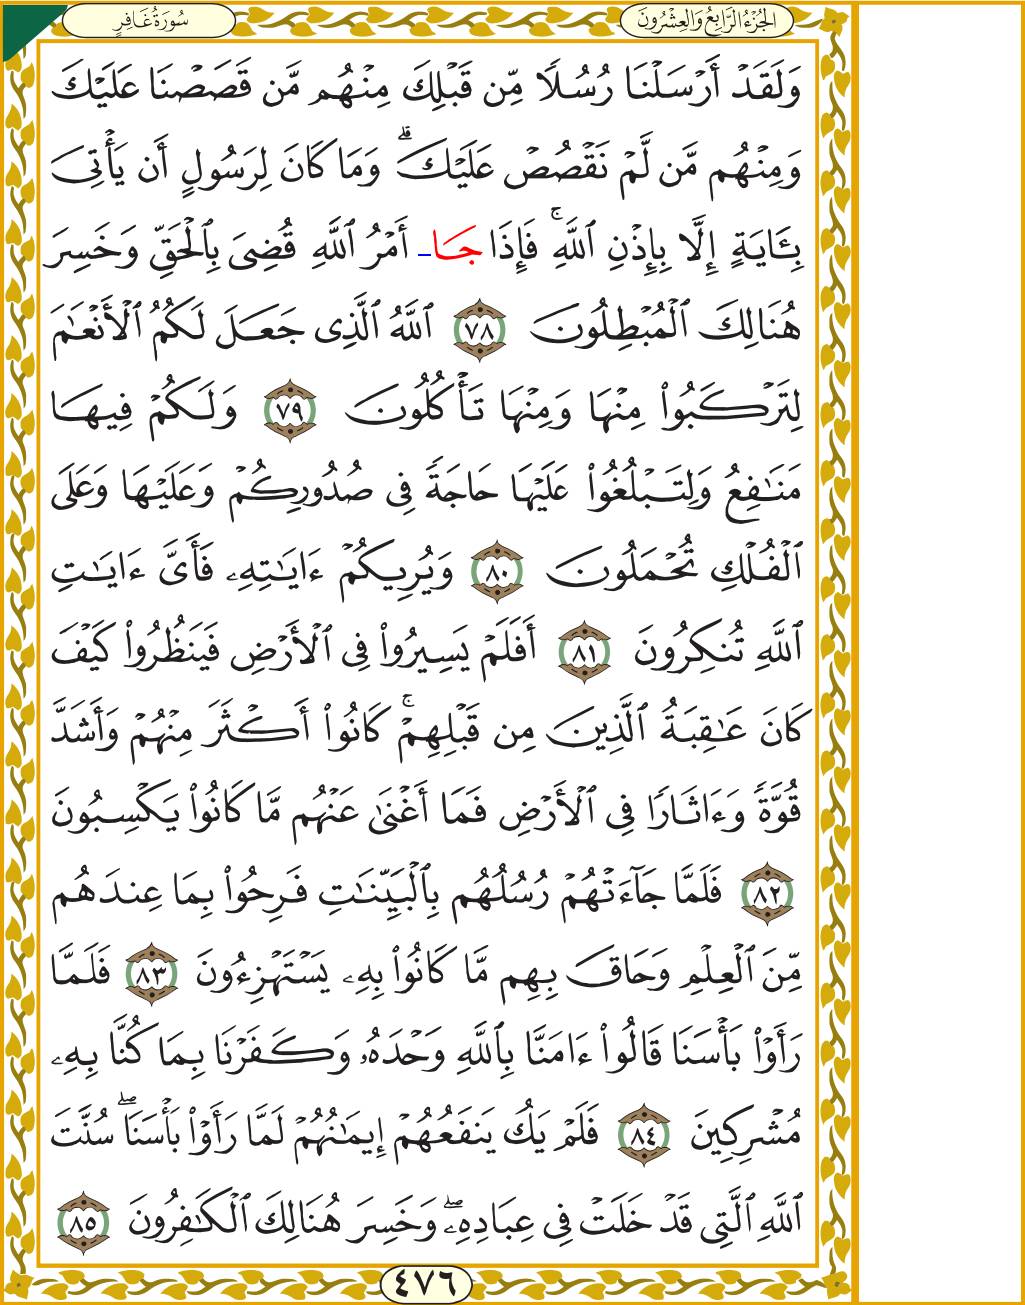 الجُزْءُ الرَّابِعُ وَالْعِشْرُونَ
سُورَةُ غَافِرٍ
وَلَقَدۡ أَرۡسَلۡنَا رُسُلٗا مِّن قَبۡلِكَ مِنۡهُم مَّن قَصَصۡنَا عَلَيۡكَ
وَمِنۡهُم مَّن لَّمۡ نَقۡصُصۡ عَلَيۡكَۗ وَمَا كَانَ لِرَسُولٍ أَن يَأۡتِيَ
بِـَٔايَةٍ إِلَّا بِإِذۡنِ ٱللَّهِۚ فَإِذَا جَا أَمۡرُ ٱللَّهِ قُضِيَ بِٱلۡحَقِّ وَخَسِرَ
هُنَالِكَ ٱلۡمُبۡطِلُونَ ٧٨ ٱللَّهُ ٱلَّذِي جَعَلَ لَكُمُ ٱلۡأَنۡعَٰمَ
لِتَرۡكَبُواْ مِنۡهَا وَمِنۡهَا تَأۡكُلُونَ ٧٩ وَلَكُمۡ فِيهَا
مَنَٰفِعُ وَلِتَبۡلُغُواْ عَلَيۡهَا حَاجَةٗ فِي صُدُورِكُمۡ وَعَلَيۡهَا وَعَلَى
ٱلۡفُلۡكِ تُحۡمَلُونَ ٨٠ وَيُرِيكُمۡ ءَايَٰتِهِۦ فَأَيَّ ءَايَٰتِ
ٱللَّهِ تُنكِرُونَ ٨١ أَفَلَمۡ يَسِيرُواْ فِي ٱلۡأَرۡضِ فَيَنظُرُواْ كَيۡفَ
كَانَ عَٰقِبَةُ ٱلَّذِينَ مِن قَبۡلِهِمۡۚ كَانُوٓاْ أَكۡثَرَ مِنۡهُمۡ وَأَشَدَّ
قُوَّةٗ وَءَاثَارٗا فِي ٱلۡأَرۡضِ فَمَآ أَغۡنَىٰ عَنۡهُم مَّا كَانُواْ يَكۡسِبُونَ
٨٢ فَلَمَّا جَآءَتۡهُمۡ رُسُلُهُم بِٱلۡبَيِّنَٰتِ فَرِحُواْ بِمَا عِندَهُم
مِّنَ ٱلۡعِلۡمِ وَحَاقَ بِهِم مَّا كَانُواْ بِهِۦ يَسۡتَهۡزِءُونَ ٨٣ فَلَمَّا
رَأَوۡاْ بَأۡسَنَا قَالُوٓاْ ءَامَنَّا بِٱللَّهِ وَحۡدَهُۥ وَكَفَرۡنَا بِمَا كُنَّا بِهِۦ
مُشۡرِكِينَ ٨٤ فَلَمۡ يَكُ يَنفَعُهُمۡ إِيمَٰنُهُمۡ لَمَّا رَأَوۡاْ بَأۡسَنَاۖ سُنَّتَ
ٱللَّهِ ٱلَّتِي قَدۡ خَلَتۡ فِي عِبَادِهِۦۖ وَخَسِرَ هُنَالِكَ ٱلۡكَٰفِرُونَ ٨٥
٤٧٦